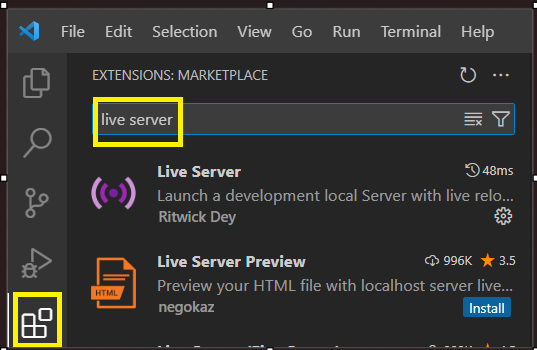 File Edit Selection View Go Run Terminal Help
EXTENSIONS: MARKETPLACE
live server
Live Server 48ms
Launch a development local Server with live relo...
Ritwick Dey
Live Server Preview 996K 3.5
Preview your HTML file with localhost server live...
negokaz Install